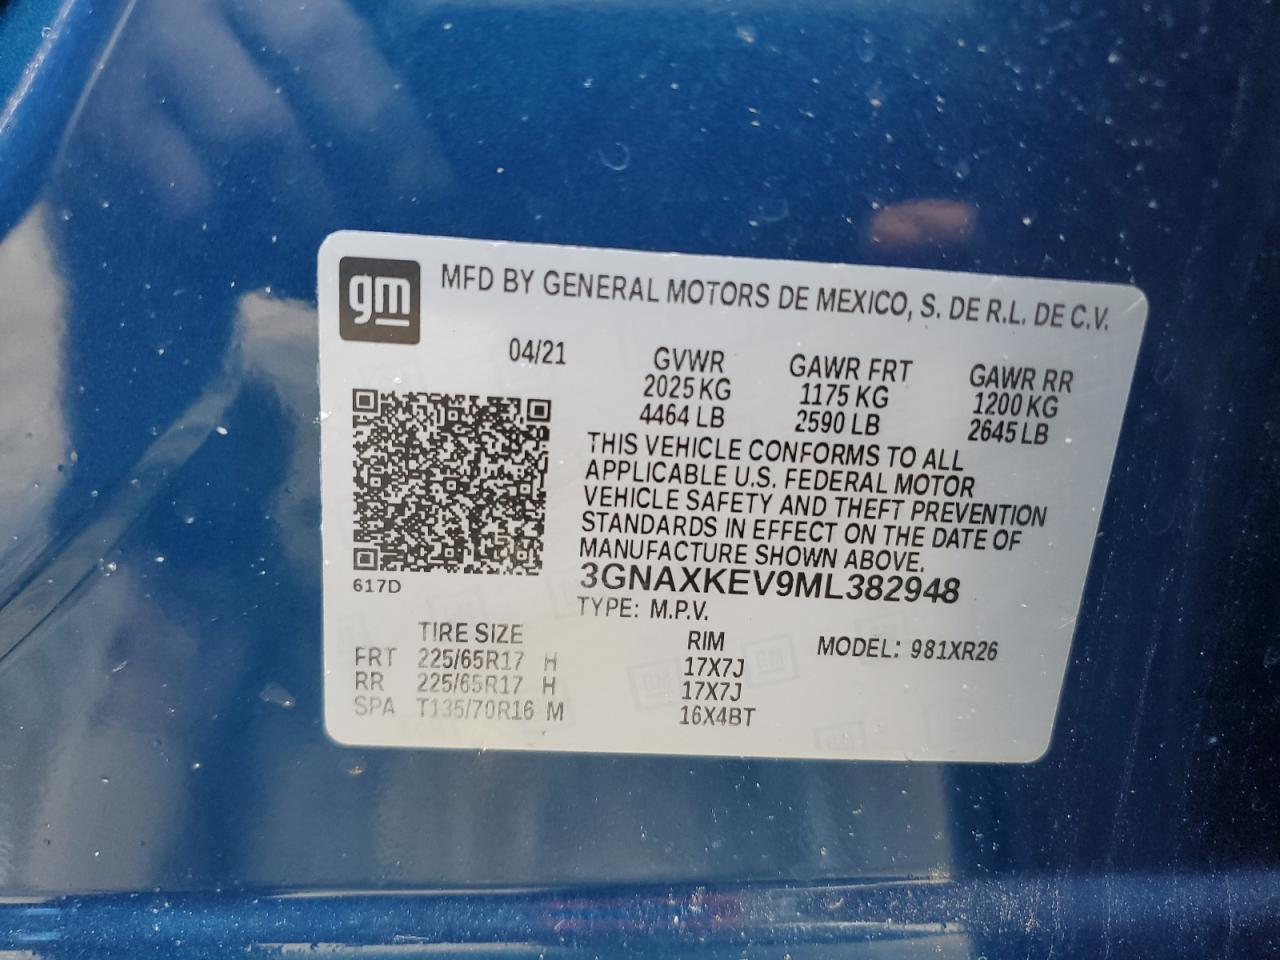 gm
MFD BY GENERAL MOTORS DE MEXICO, S. DE R.L. DE C.V.
04/21 GVWR GAWR FRT GAWR RR
2025 KG 1175 KG 1200 KG
4464 LB 2590 LB 2645 LB
THIS VEHICLE CONFORMS TO ALL
APPLICABLE U.S. FEDERAL MOTOR
VEHICLE SAFETY AND THEFT PREVENTION
STANDARDS IN EFFECT ON THE DATE OF
MANUFACTURE SHOWN ABOVE.
617D
3GNAXKEV9ML382948
TYPE: M.P.V.
TIRE SIZE RIM MODEL: 981XR26
FRT 225/65R17 H 17X7J
RR 225/65R17 H 17X7J
SPA T135/70R16 M 16X4BT